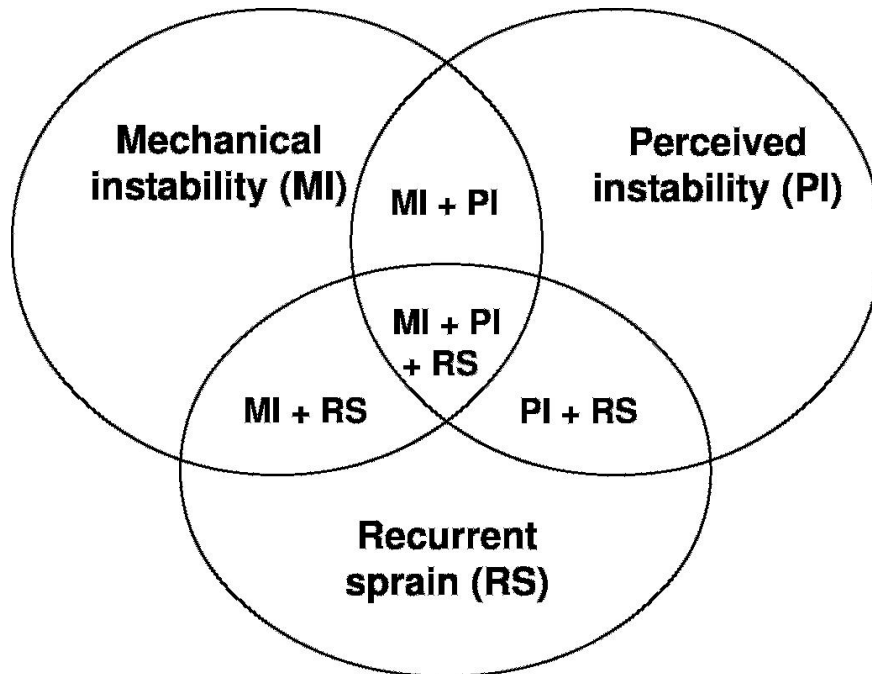 Mechanical
instability (MI)
Perceived
instability (PI)
MI + PI
MI + PI
+ RS
MI + RS
PI + RS
Recurrent
sprain (RS)